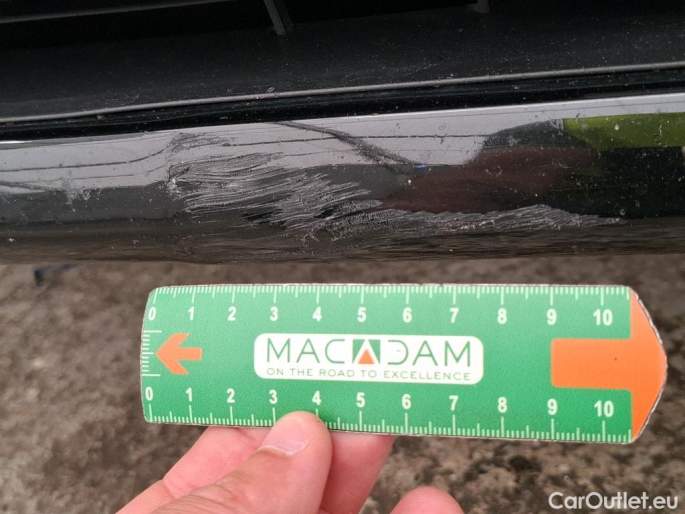 0 1 2 3 4 5 6 7 8 9 10
MACADAM
ON THE ROAD TO EXCELLENCE
0 1 2 3 4 5 6 7 8 9 10
CarOutlet.eu